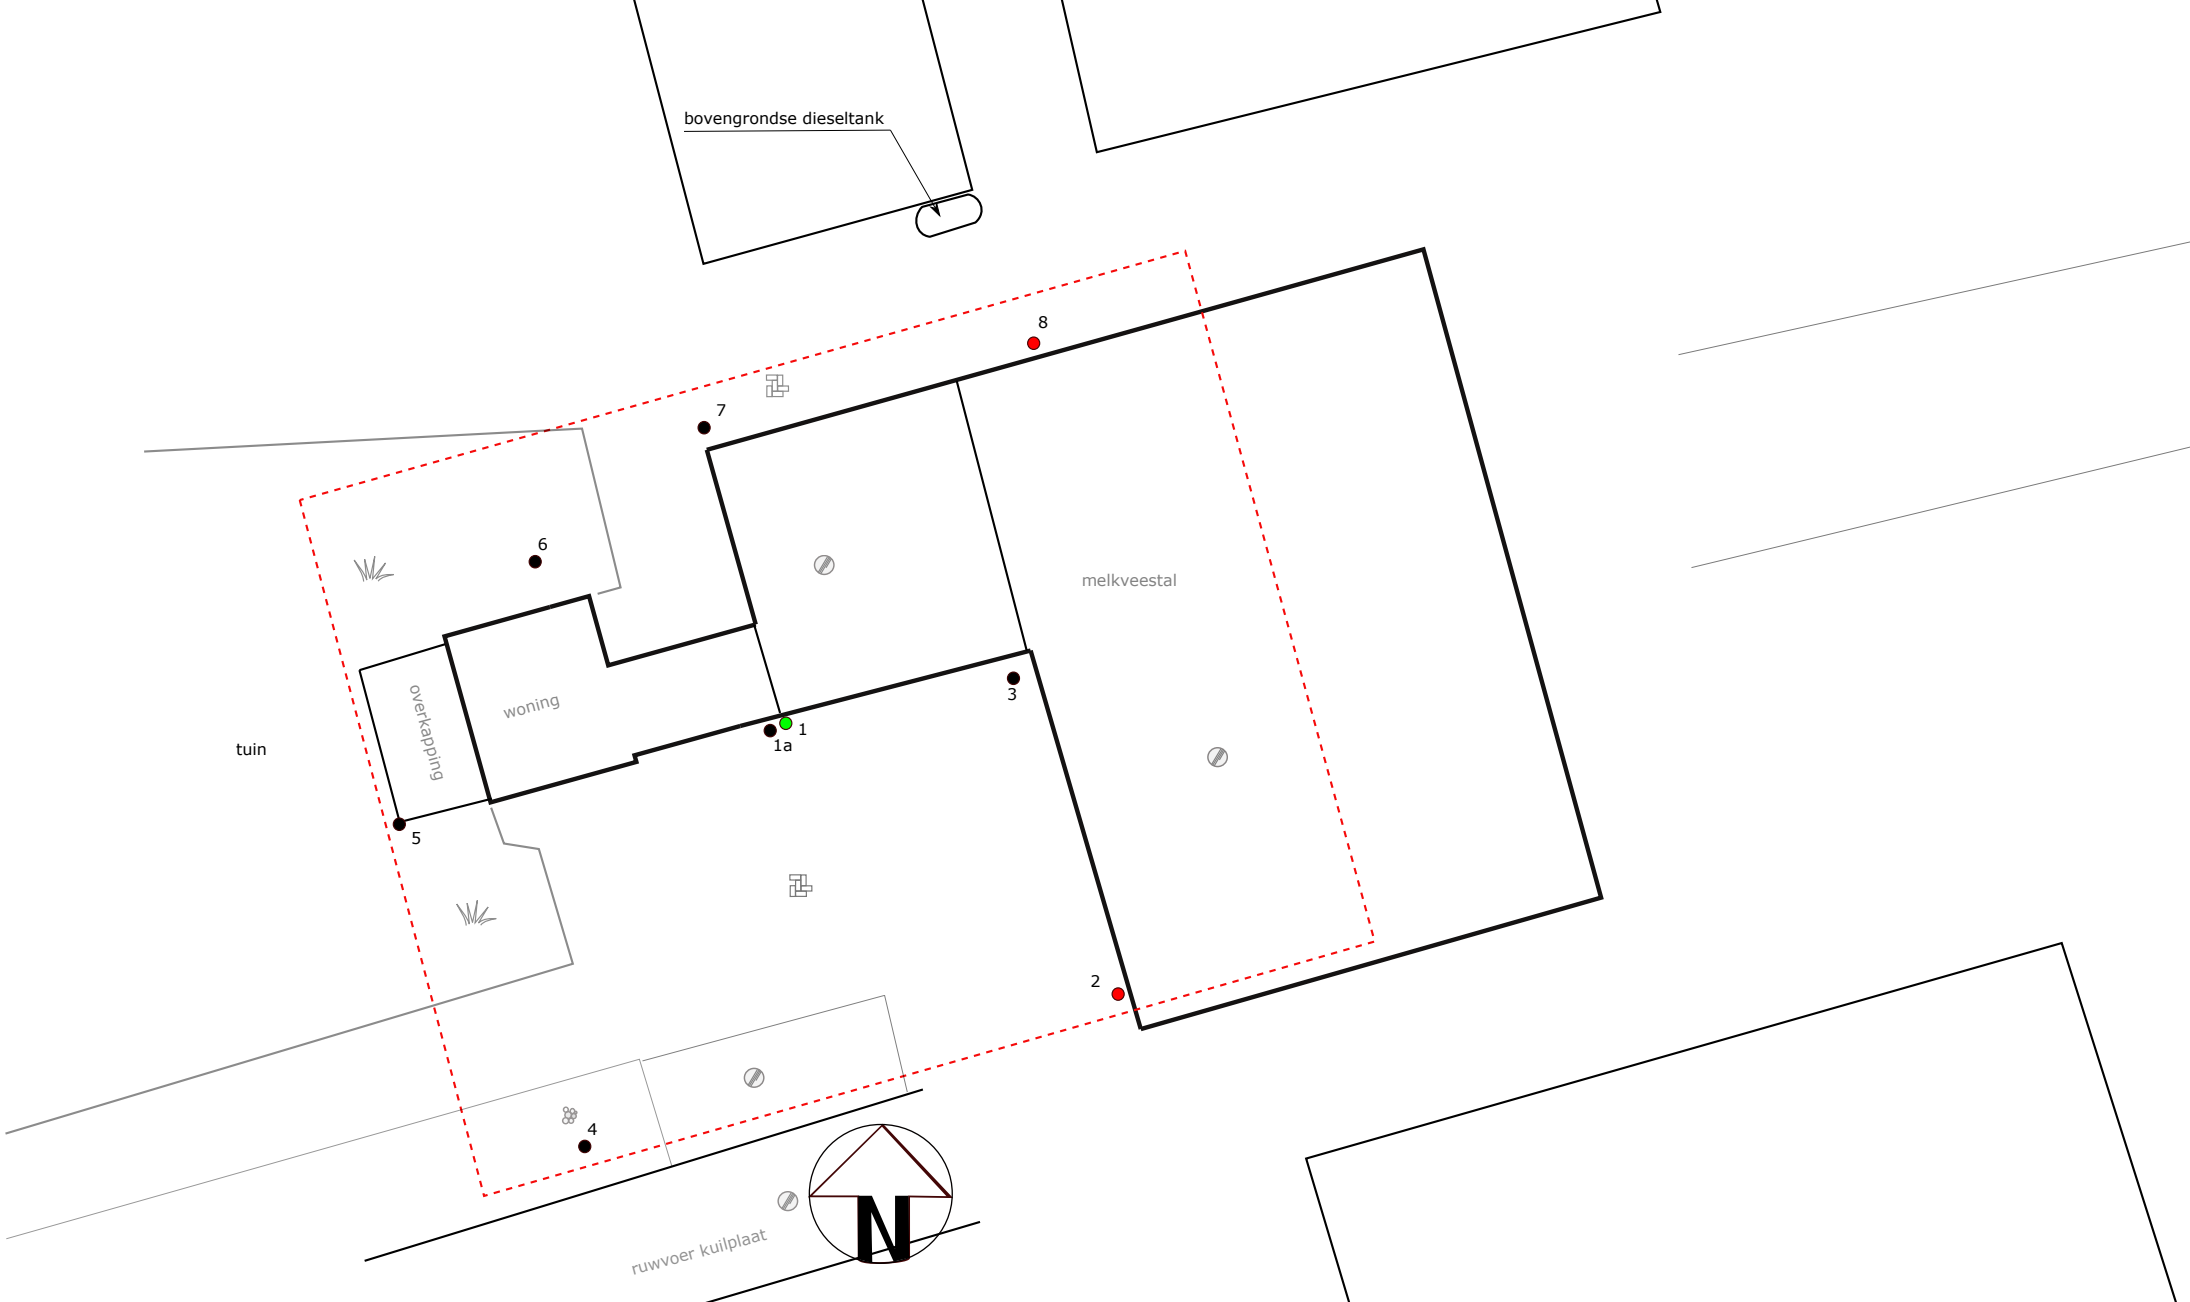 bovengrondse dieseltank
8
7
6
melkveestal
3
woning
overkapping
1
1a
tuin
5
2
4
N
ruwvoer kuilplaat